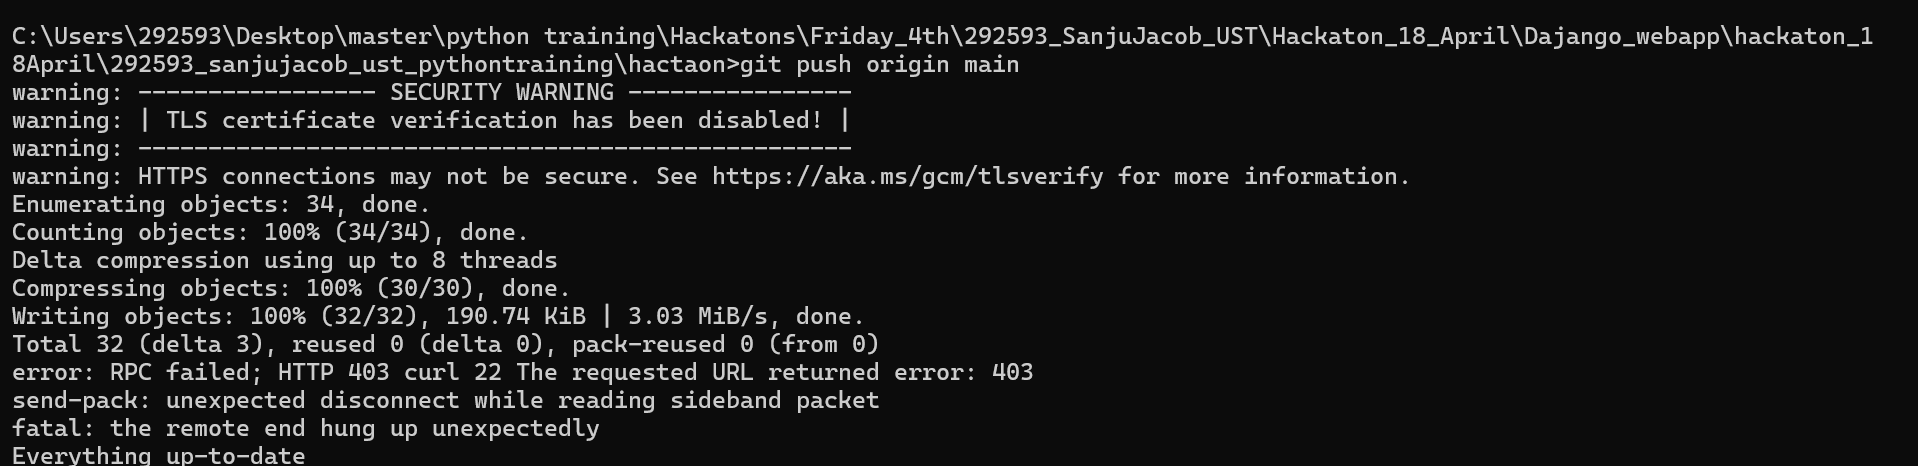 C:\Users\292593\Desktop\master\python training\Hackatons\Friday_4th\292593_SanjuJacob_UST\Hackaton_18_April\Dajango_webapp\hackaton_1
8April\292593_sanjujacob_ust_pythontraining\hactaon>git push origin main
warning: ----------------- SECURITY WARNING ----------------
warning: | TLS certificate verification has been disabled! |
warning: ---------------------------------------------------
warning: HTTPS connections may not be secure. See https://aka.ms/gcm/tlsverify for more information.
Enumerating objects: 34, done.
Counting objects: 100% (34/34), done.
Delta compression using up to 8 threads
Compressing objects: 100% (30/30), done.
Writing objects: 100% (32/32), 190.74 KiB | 3.03 MiB/s, done.
Total 32 (delta 3), reused 0 (delta 0), pack-reused 0 (from 0)
error: RPC failed; HTTP 403 curl 22 The requested URL returned error: 403
send-pack: unexpected disconnect while reading sideband packet
fatal: the remote end hung up unexpectedly
Everything up-to-date